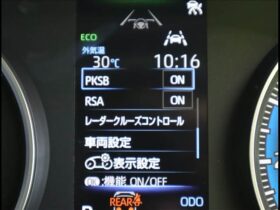 ECO
外気温
30℃ 10:16
PKSB ON
RSA ON
レーダークルーズコントロール
車両設定
表示設定
OK:機能 ON/OFF
REAR
ODO